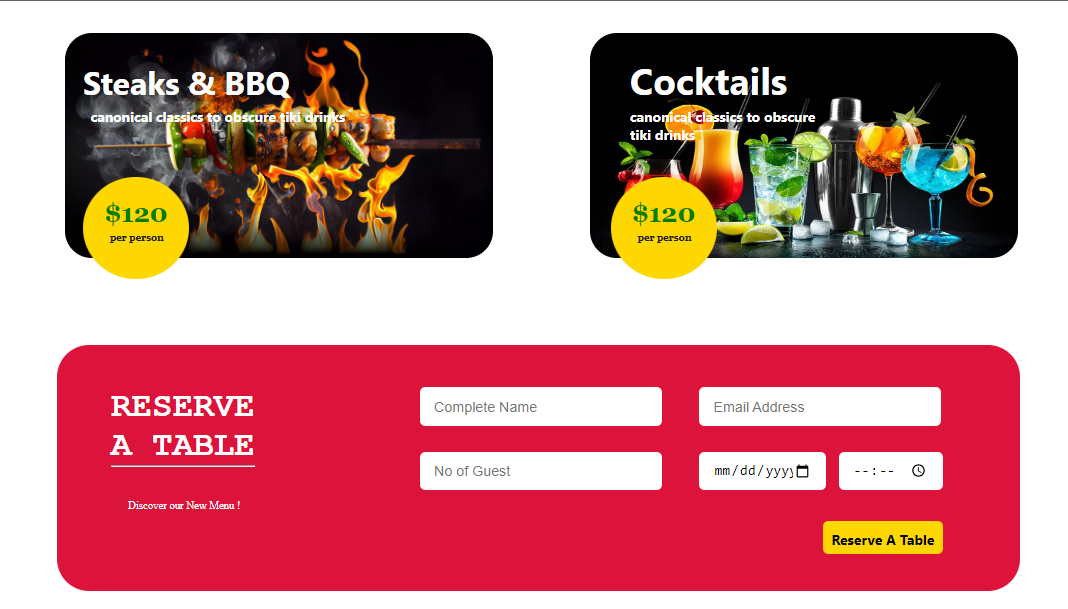 Steaks & BBQ
canonical classics to obscure tiki drinks
$120
per person
Cocktails
canonical classics to obscure
tiki drinks
$120
per person
RESERVE
A TABLE
Discover our New Menu !
Complete Name
Email Address
No of Guest
mm/dd/yyyy
--:--
Reserve A Table